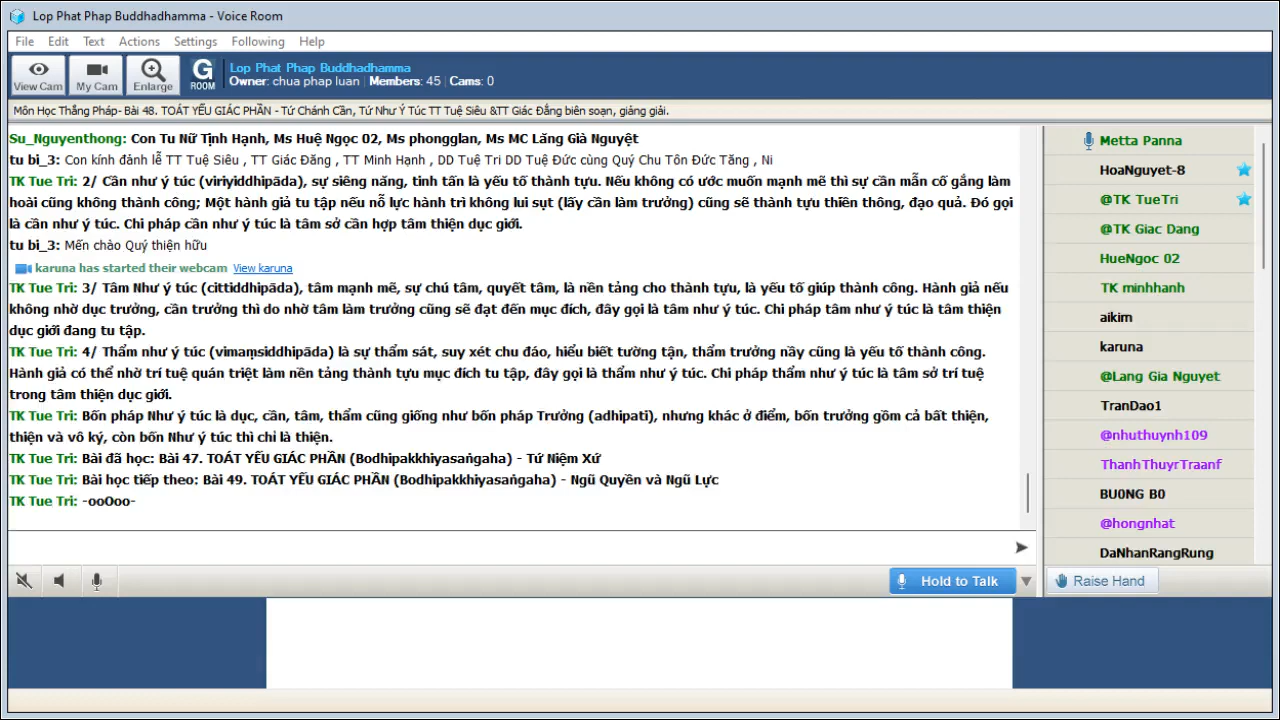 Lop Phat Phap Buddhadhamma - Voice Room
File Edit Text Actions Settings Following Help
View Cam My Cam Enlarge G ROOM
Lop Phat Phap Buddhadhamma
Owner: chua phap luan Members: 45 Cams: 0
Môn Học Thắng Pháp- Bài 48. TOÁT YẾU GIÁC PHẦN - Tứ Chánh Cần, Tứ Như Ý Túc TT Tuệ Siêu &TT Giác Đẳng biên soạn, giảng giải.
Su_Nguyenthong: Con Tu Nữ Tịnh Hạnh, Ms Huệ Ngọc 02, Ms phongglan, Ms MC Lăng Già Nguyệt
tu bi_3: Con kính đảnh lễ TT Tuệ Siêu , TT Giác Đăng , TT Minh Hạnh , DD Tuệ Tri DD Tuệ Đức cùng Quý Chu Tôn Đức Tăng , Ni
TK Tue Tri: 2/ Cần như ý túc (viriyiddhipāda), sự siêng năng, tinh tấn là yếu tố thành tựu. Nếu không có ước muốn mạnh mẽ thì sự cần mẫn cố gắng làm
hoài cũng không thành công; Một hành giả tu tập nếu nỗ lực hành trì không lui sụt (lấy cần làm trưởng) cũng sẽ thành tựu thiền thông, đạo quả. Đó gọi
là cần như ý túc. Chi pháp cần như ý túc là tâm sở cần hợp tâm thiện dục giới.
tu bi_3: Mến chào Quý thiện hữu
karuna has started their webcam View karuna
TK Tue Tri: 3/ Tâm Như ý túc (cittiddhipāda), tâm mạnh mẽ, sự chú tâm, quyết tâm, là nền tảng cho thành tựu, là yếu tố giúp thành công. Hành giả nếu
không nhờ dục trưởng, cần trưởng thì do nhờ tâm làm trưởng cũng sẽ đạt đến mục đích, đây gọi là tâm như ý túc. Chi pháp tâm như ý túc là tâm thiện
dục giới đang tu tập.
TK Tue Tri: 4/ Thẩm như ý túc (vimaṃsiddhipāda) là sự thẩm sát, suy xét chu đáo, hiểu biết tường tận, thẩm trưởng nầy cũng là yếu tố thành công.
Hành giả có thể nhờ trí tuệ quán triệt làm nền tảng thành tựu mục đích tu tập, đây gọi là thẩm như ý túc. Chi pháp thẩm như ý túc là tâm sở trí tuệ
trong tâm thiện dục giới.
TK Tue Tri: Bốn pháp Như ý túc là dục, cần, tâm, thẩm cũng giống như bốn pháp Trưởng (adhipati), nhưng khác ở điểm, bốn trưởng gồm cả bất thiện,
thiện và vô ký, còn bốn Như ý túc thì chỉ là thiện.
TK Tue Tri: Bài đã học: Bài 47. TOÁT YẾU GIÁC PHẦN (Bodhipakkhiyasaṅgaha) - Tứ Niệm Xứ
TK Tue Tri: Bài học tiếp theo: Bài 49. TOÁT YẾU GIÁC PHẦN (Bodhipakkhiyasaṅgaha) - Ngũ Quyền và Ngũ Lực
TK Tue Tri: -ooOoo-
Hold to Talk
Metta Panna
HoaNguyet-8
@TK TueTri
@TK Giac Dang
HueNgoc 02
TK minhhanh
aikim
karuna
@Lang Gia Nguyet
TranDao1
@nhuthuynh109
ThanhThuyrTraanf
BU0NG B0
@hongnhat
DaNhanRangRung
Raise Hand